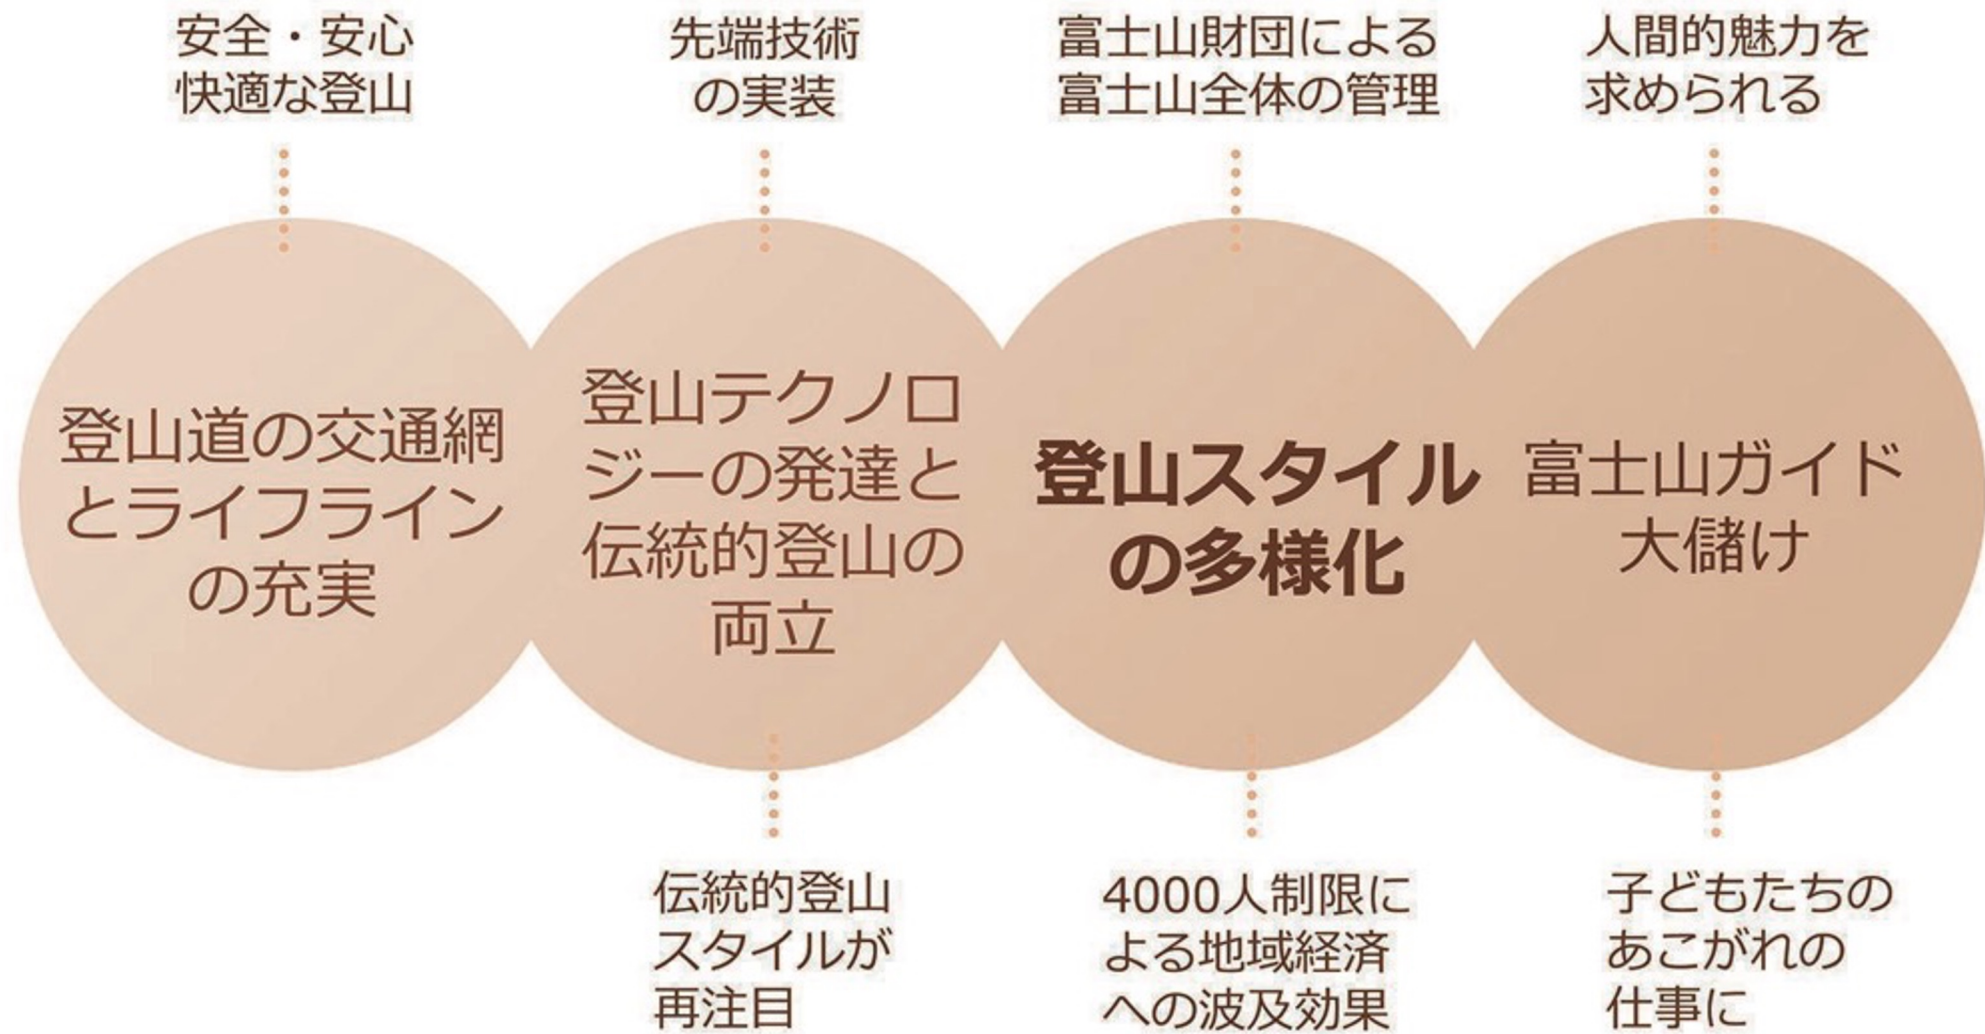 安全・安心
快適な登山
先端技術
の実装
富士山財団による
富士山全体の管理
人間的魅力を
求められる
登山道の交通網
とライフライン
の充実
登山テクノロ
ジーの発達と
伝統的登山の
両立
登山スタイル
の多様化
富士山ガイド
大儲け
伝統的登山
スタイルが
再注目
4000人制限に
よる地域経済
への波及効果
子どもたちの
あこがれの
仕事に